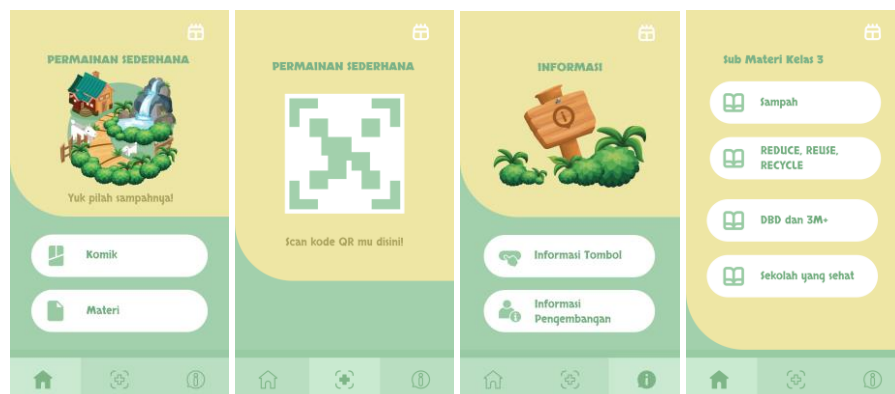 PERMAINAN SEDERHANA
Yuk pilah sampahnya!
Komik
Materi
PERMAINAN SEDERHANA
Scan kode QR mu disini!
INFORMASI
Informasi Tombol
Informasi
Pengembangan
Sub Materi Kelas 3
Sampah
REDUCE, REUSE,
RECYCLE
DBD dan 3M+
Sekolah yang sehat